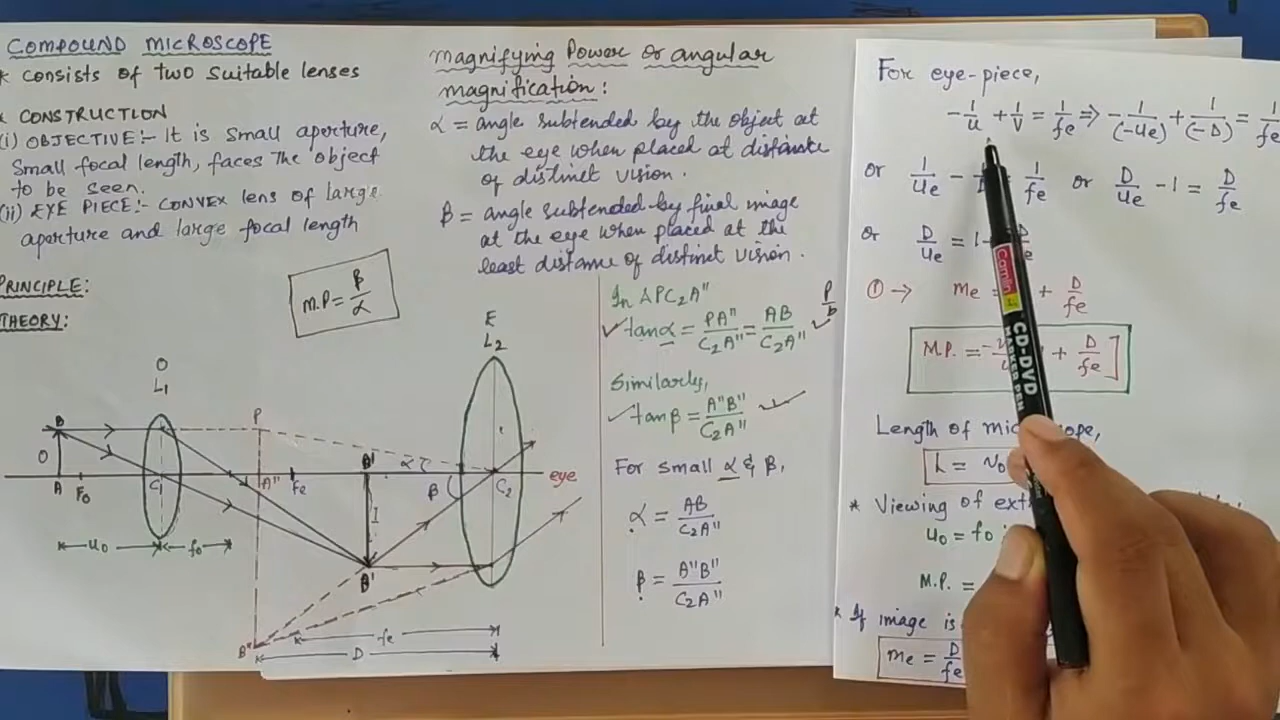 COMPOUND MICROSCOPE
* Consists of two suitable lenses
* CONSTRUCTION
(i) OBJECTIVE:- It is small aperture,
Small focal length, faces the object
to be seen.
(ii) EYE PIECE:- CONVEX lens of large
aperture and large focal length
PRINCIPLE:
THEORY:
M.P = β/α
O
L1
B
O
A
F0
C1
P
A"
Fe
B'
A'
I
B'
B"
α
β
E
L2
C2
eye
u0
f0
fe
D
Magnifying Power or angular
magnification:
α = angle subtended by the object at
the eye when placed at distance
of distinct vision.
β = angle subtended by final image
at the eye when placed at the
least distance of distinct vision.
In ΔPC2A"
✓tanα = PA"/C2A" = AB/C2A" ✓
P/b
Similarly,
✓tanβ = A"B"/C2A" ✓
For small α & β,
α = AB/C2A"
β = A"B"/C2A"
For eye-piece,
-1/u + 1/v = 1/fe ⇒ -1/(-ue) + 1/(-D) = 1/fe
or 1/ue - = 1/fe or D/ue - 1 = D/fe
or D/ue = 1
① → me = + D/fe
M.P. = + D/fe]
Length of
L = v0
* Viewing of
u0 = f0
M.P. =
* If image is
me = D/fe
Camlin
CD-DVD
MARKER PEN